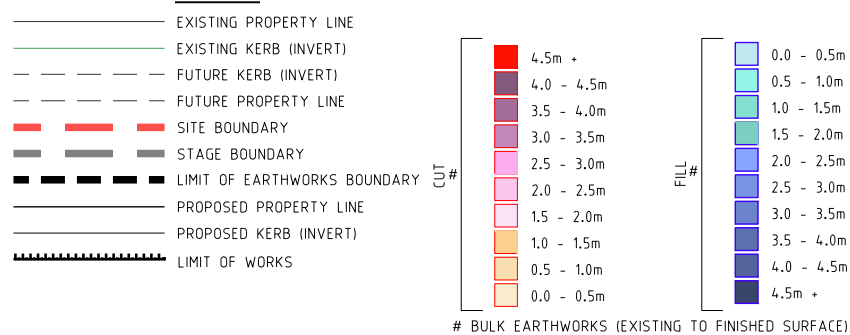 EXISTING PROPERTY LINE
EXISTING KERB (INVERT)
FUTURE KERB (INVERT)
FUTURE PROPERTY LINE
SITE BOUNDARY
STAGE BOUNDARY
LIMIT OF EARTHWORKS BOUNDARY
PROPOSED PROPERTY LINE
PROPOSED KERB (INVERT)
LIMIT OF WORKS
CUT #
4.5m +
4.0 - 4.5m
3.5 - 4.0m
3.0 - 3.5m
2.5 - 3.0m
2.0 - 2.5m
1.5 - 2.0m
1.0 - 1.5m
0.5 - 1.0m
0.0 - 0.5m
FILL #
0.0 - 0.5m
0.5 - 1.0m
1.0 - 1.5m
1.5 - 2.0m
2.0 - 2.5m
2.5 - 3.0m
3.0 - 3.5m
3.5 - 4.0m
4.0 - 4.5m
4.5m +
# BULK EARTHWORKS (EXISTING TO FINISHED SURFACE)